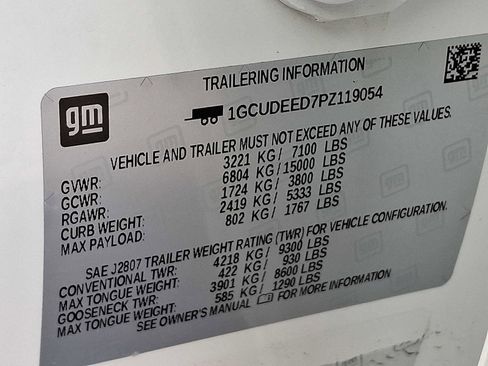 gm
TRAILERING INFORMATION
1GCUDEED7PZ119054
VEHICLE AND TRAILER MUST NOT EXCEED ANY OF THESE VALUES.
GVWR: 3221 KG/ 7100 LBS
GCWR: 6804 KG/ 15000 LBS
RGAWR: 1724 KG/ 3800 LBS
CURB WEIGHT: 2419 KG/ 5333 LBS
MAX PAYLOAD: 802 KG/ 1767 LBS
SAE J2807 TRAILER WEIGHT RATING (TWR) FOR VEHICLE CONFIGURATION.
CONVENTIONAL TWR: 4218 KG/ 9300 LBS
MAX TONGUE WEIGHT: 422 KG/ 930 LBS
GOOSENECK TWR: 3901 KG/ 8600 LBS
MAX TONGUE WEIGHT: 585 KG/ 1290 LBS
SEE OWNER'S MANUAL FOR MORE INFORMATION